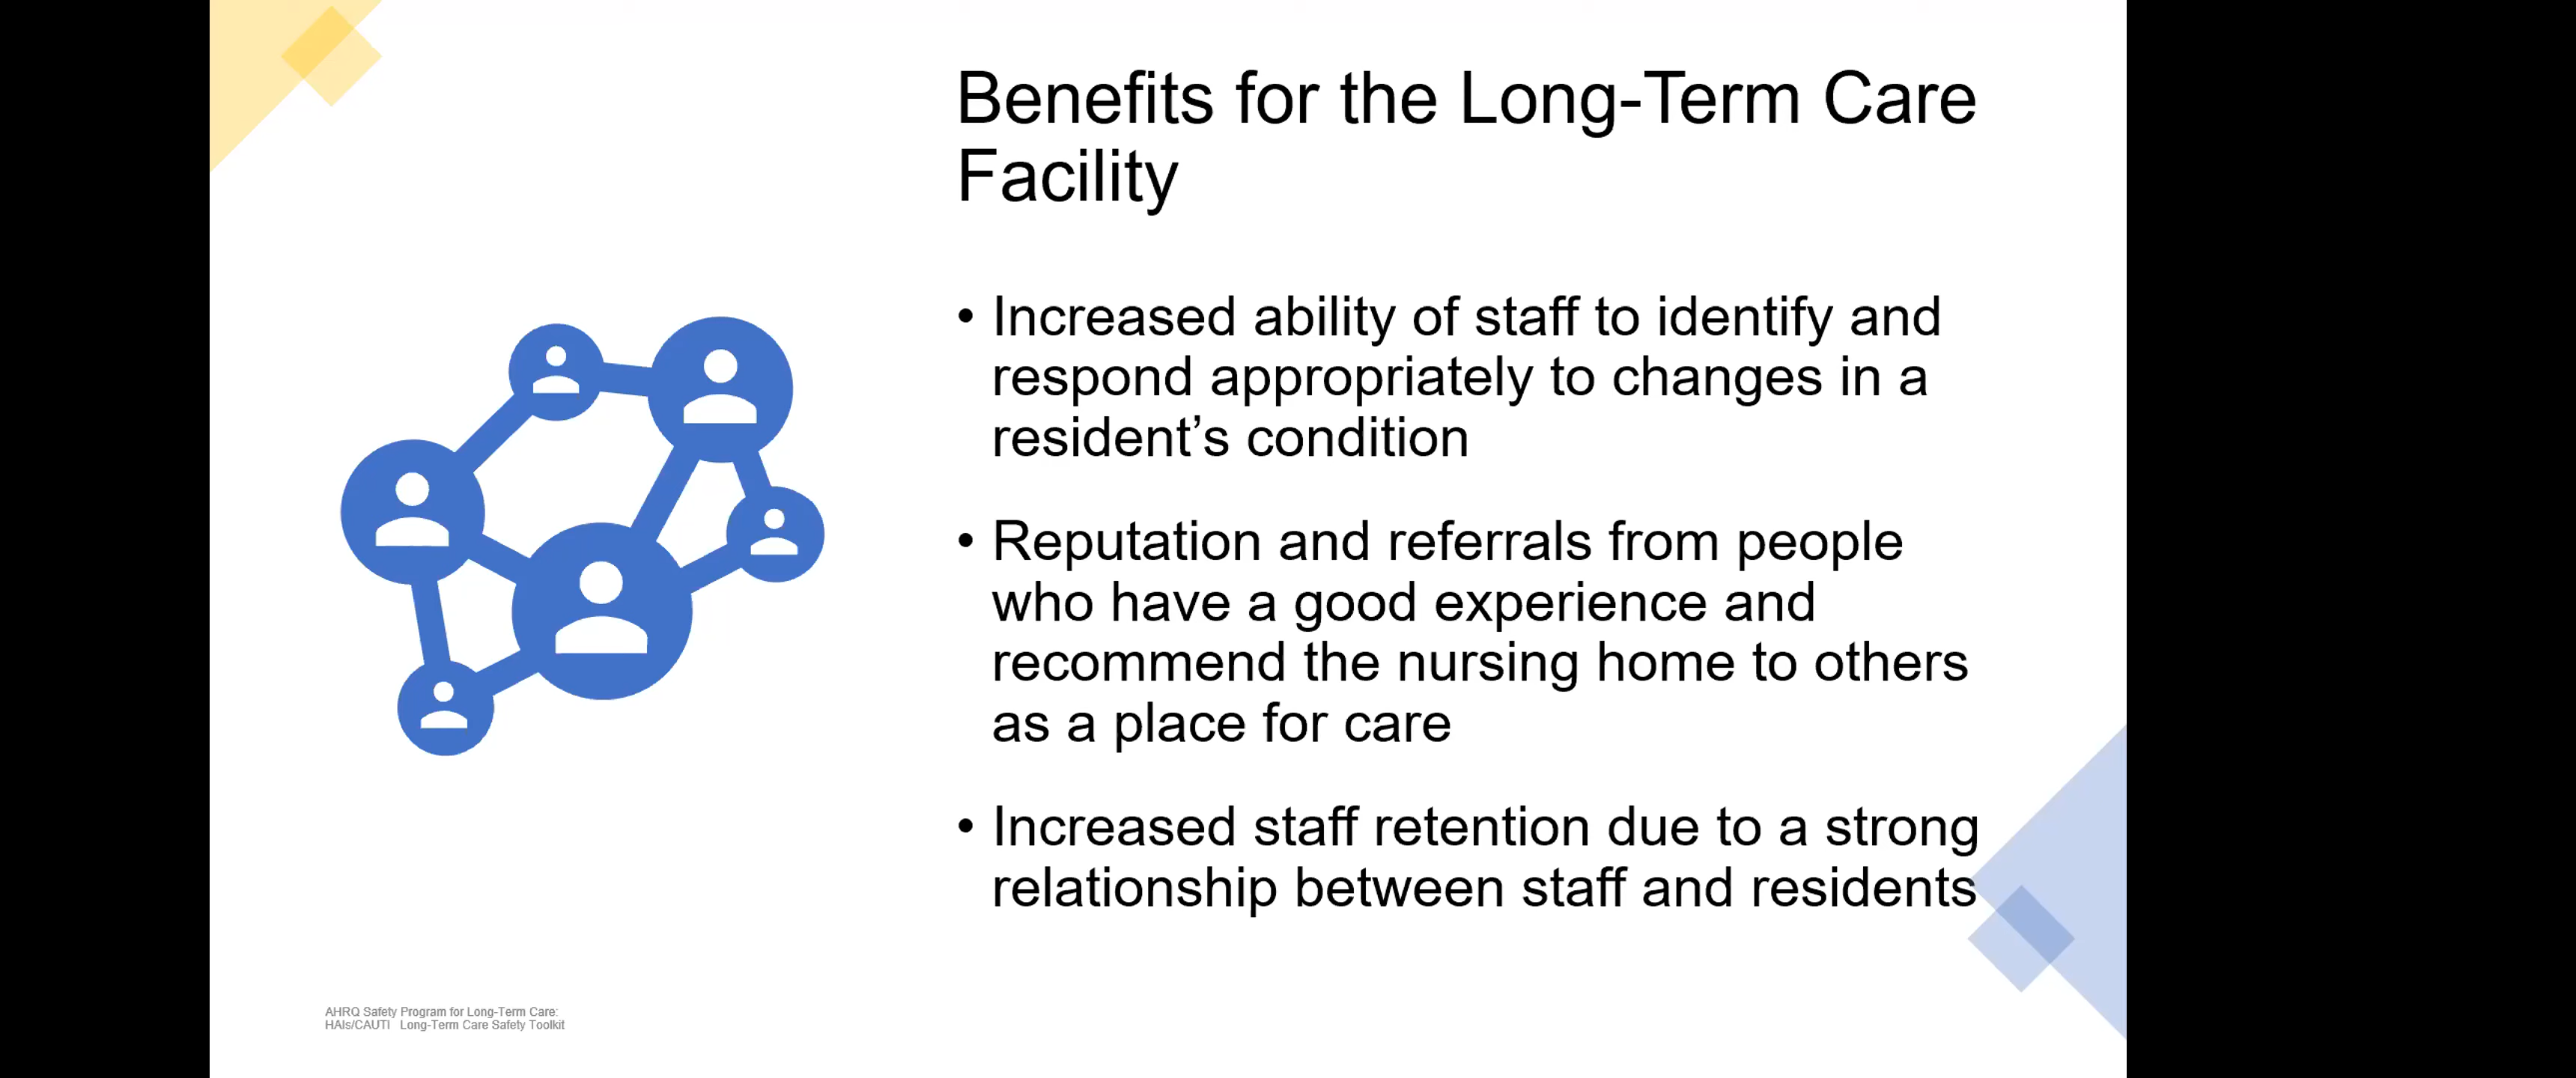 Benefits for the Long-Term Care
Facility
• Increased ability of staff to identify and
respond appropriately to changes in a
resident’s condition
• Reputation and referrals from people
who have a good experience and
recommend the nursing home to others
as a place for care
• Increased staff retention due to a strong
relationship between staff and residents
AHRQ Safety Program for Long-Term Care:
HAIs/CAUTI   Long-Term Care Safety Toolkit